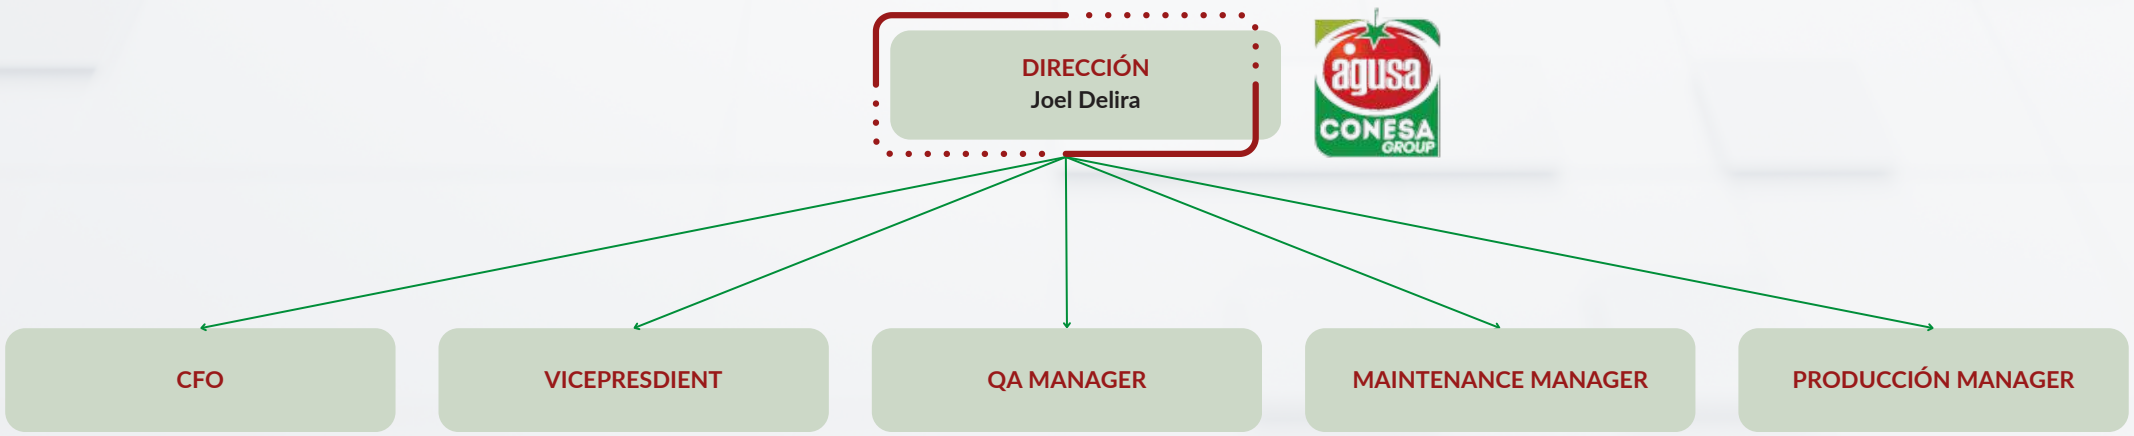 DIRECCIÓN
Joel Delira
agusa
CONESA
GROUP
CFO
VICEPRESDIENT
QA MANAGER
MAINTENANCE MANAGER
PRODUCCIÓN MANAGER